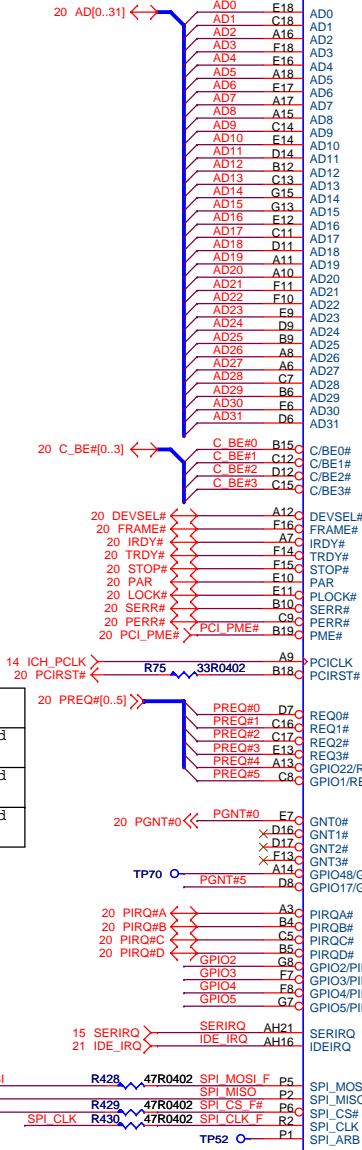 20 AD[0..31]
AD0 E18 AD0
AD1 C18 AD1
AD2 A16 AD2
AD3 F18 AD3
AD4 E16 AD4
AD5 A18 AD5
AD6 E17 AD6
AD7 A17 AD7
AD8 A15 AD8
AD9 C14 AD9
AD10 E14 AD10
AD11 D14 AD11
AD12 B12 AD12
AD13 C13 AD13
AD14 G15 AD14
AD15 G13 AD15
AD16 E12 AD16
AD17 C11 AD17
AD18 D11 AD18
AD19 A11 AD19
AD20 A10 AD20
AD21 F11 AD21
AD22 F10 AD22
AD23 E9 AD23
AD24 D9 AD24
AD25 B9 AD25
AD26 A8 AD26
AD27 A6 AD27
AD28 C7 AD28
AD29 B6 AD29
AD30 E6 AD30
AD31 D6 AD31
20 C_BE#[0..3]
C_BE#0 B15 C/BE0#
C_BE#1 C12 C/BE1#
C_BE#2 D12 C/BE2#
C_BE#3 C15 C/BE3#
20 DEVSEL# A12 DEVSEL#
20 FRAME# F16 FRAME#
20 IRDY# A7 IRDY#
20 TRDY# F14 TRDY#
20 STOP# F15 STOP#
20 PAR E10 PAR
20 LOCK# E11 PLOCK#
20 SERR# B10 SERR#
20 PERR# C9 PERR#
20 PCI_PME# PCI_PME# B19 PME#
14 ICH_PCLK A9 PCICLK
20 PCIRST# R75 33R0402 B18 PCIRST#
20 PREQ#[0..5]
PREQ#0 D7 REQ0#
PREQ#1 C16 REQ1#
PREQ#2 C17 REQ2#
PREQ#3 E13 REQ3#
PREQ#4 A13 GPIO22/R
PREQ#5 C8 GPIO1/RE
d
d
d
20 PGNT#0 PGNT#0 E7 GNT0#
D16 GNT1#
D17 GNT2#
F13 GNT3#
TP70 A14 GPIO48/G
PGNT#5 D8 GPIO17/G
20 PIRQ#A A3 PIRQA#
20 PIRQ#B B4 PIRQB#
20 PIRQ#C C5 PIRQC#
20 PIRQ#D B5 PIRQD#
GPIO2 G8 GPIO2/PI
GPIO3 F7 GPIO3/PI
GPIO4 F8 GPIO4/PI
GPIO5 G7 GPIO5/PI
15 SERIRQ SERIRQ AH21 SERIRQ
21 IDE_IRQ IDE_IRQ AH16 IDEIRQ
SI R428 47R0402 SPI_MOSI_F P5 SPI_MOS
SPI_MISO P2 SPI_MISO
R429 47R0402 SPI_CS_F# P6 SPI_CS#
SPI_CLK R430 47R0402 SPI_CLK_F R2 SPI_CLK
TP52 P1 SPI_ARB